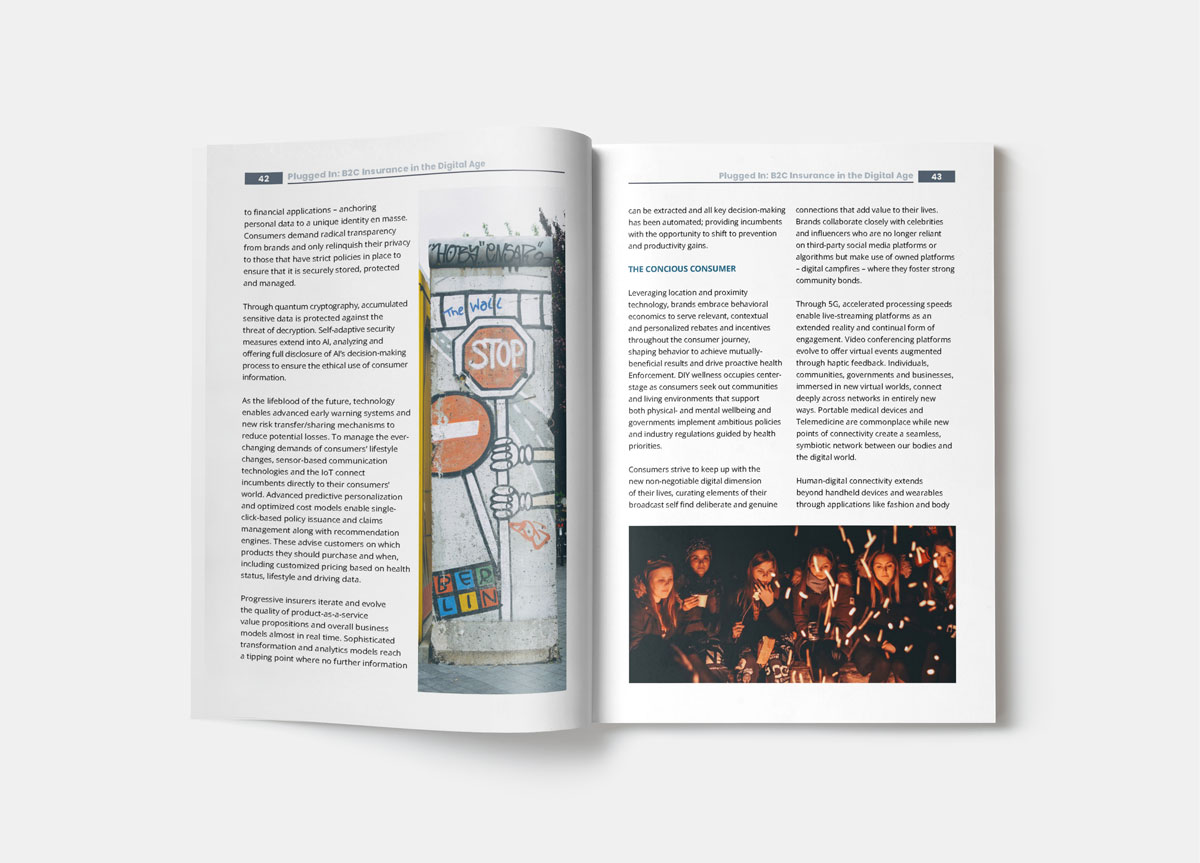 42
Plugged In: B2C Insurance in the Digital Age
to financial applications – anchoring
personal data to a unique identity en masse.
Consumers demand radical transparency
from brands and only relinquish their privacy
to those that have strict policies in place to
ensure that it is securely stored, protected
and managed.
Through quantum cryptography, accumulated
sensitive data is protected against the
threat of decryption. Self-adaptive security
measures extend into AI, analyzing and
offering full disclosure of AI's decision-making
process to ensure the ethical use of consumer
information.
As the lifeblood of the future, technology
enables advanced early warning systems and
new risk transfer/sharing mechanisms to
reduce potential losses. To manage the ever-
changing demands of consumers' lifestyle
changes, sensor-based communication
technologies and the IoT connect
incumbents directly to their consumers'
world. Advanced predictive personalization
and optimized cost models enable single-
click-based policy issuance and claims
management along with recommendation
engines. These advise customers on which
products they should purchase and when,
including customized pricing based on health
status, lifestyle and driving data.
Progressive insurers iterate and evolve
the quality of product-as-a-service
value propositions and overall business
models almost in real time. Sophisticated
transformation and analytics models reach
a tipping point where no further information
The Wall
STOP
BER
LIN
Plugged In: B2C Insurance in the Digital Age
43
can be extracted and all key decision-making
has been automated; providing incumbents
with the opportunity to shift to prevention
and productivity gains.
THE CONCIOUS CONSUMER
Leveraging location and proximity
technology, brands embrace behavioral
economics to serve relevant, contextual
and personalized rebates and incentives
throughout the consumer journey,
shaping behavior to achieve mutually-
beneficial results and drive proactive health
Enforcement. DIY wellness occupies center-
stage as consumers seek out communities
and living environments that support
both physical- and mental wellbeing and
governments implement ambitious policies
and industry regulations guided by health
priorities.
Consumers strive to keep up with the
new non-negotiable digital dimension
of their lives, curating elements of their
broadcast self find deliberate and genuine
connections that add value to their lives.
Brands collaborate closely with celebrities
and influencers who are no longer reliant
on third-party social media platforms or
algorithms but make use of owned platforms
– digital campfires – where they foster strong
community bonds.
Through 5G, accelerated processing speeds
enable live-streaming platforms as an
extended reality and continual form of
engagement. Video conferencing platforms
evolve to offer virtual events augmented
through haptic feedback. Individuals,
communities, governments and businesses,
immersed in new virtual worlds, connect
deeply across networks in entirely new
ways. Portable medical devices and
Telemedicine are commonplace while new
points of connectivity create a seamless,
symbiotic network between our bodies and
the digital world.
Human-digital connectivity extends
beyond handheld devices and wearables
through applications like fashion and body